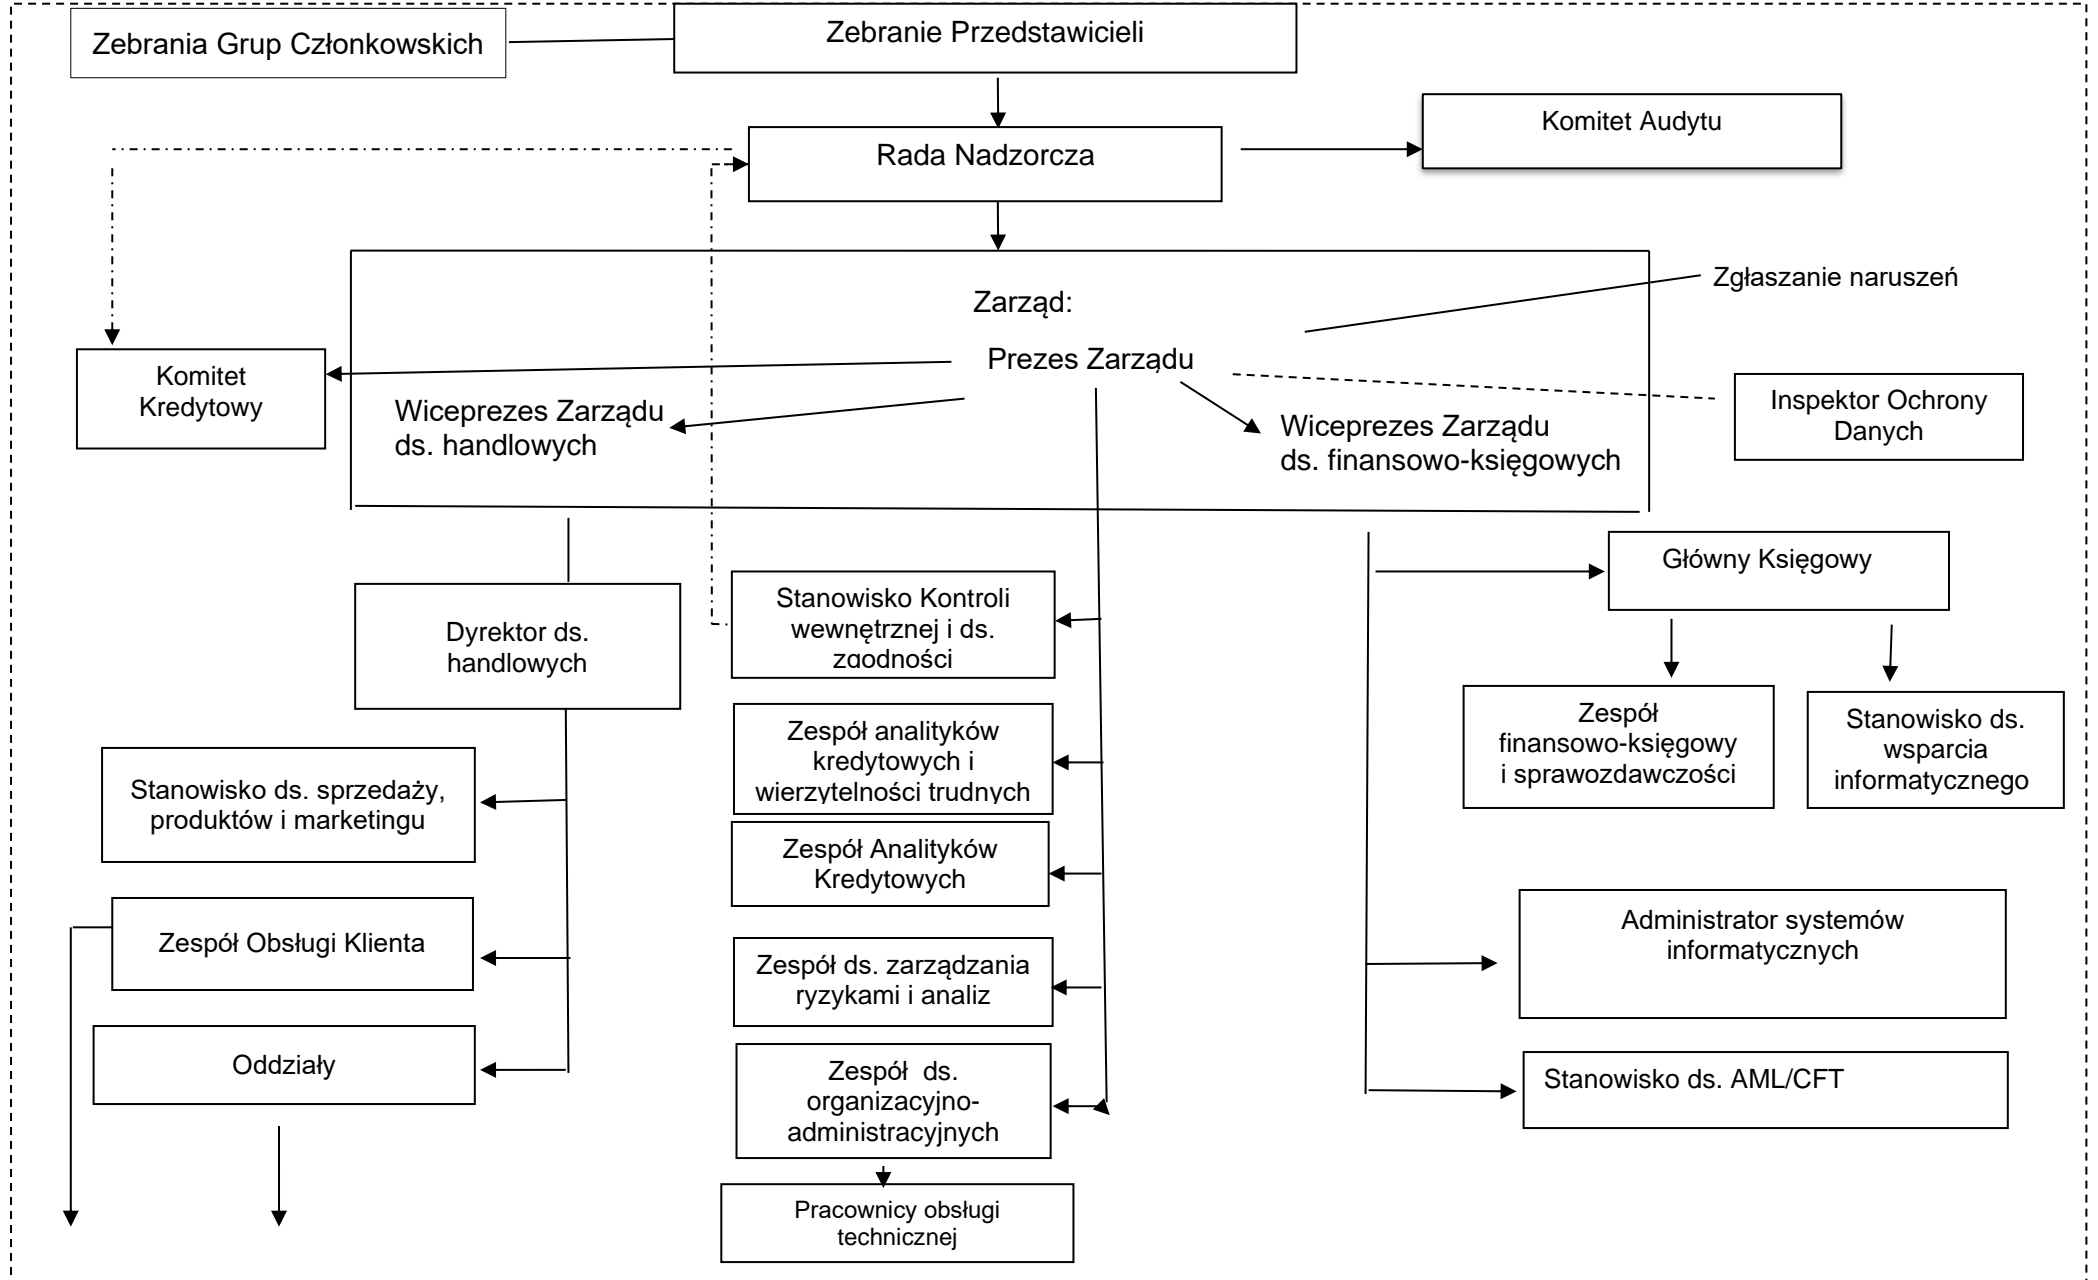 Zebrania Grup Członkowskich
Zebranie Przedstawicieli
Komitet Audytu
Rada Nadzorcza
Zgłaszanie naruszeń
Zarząd:
Prezes Zarządu
Komitet
Kredytowy
Wiceprezes Zarządu
ds. handlowych
Wiceprezes Zarządu
ds. finansowo-księgowych
Inspektor Ochrony
Danych
Główny Księgowy
Dyrektor ds.
handlowych
Stanowisko Kontroli
wewnętrznej i ds.
zgodności
Zespół
finansowo-księgowy
i sprawozdawczości
Stanowisko ds.
wsparcia
informatycznego
Zespół analityków
kredytowych i
wierzytelności trudnych
Stanowisko ds. sprzedaży,
produktów i marketingu
Zespół Analityków
Kredytowych
Zespół Obsługi Klienta
Administrator systemów
informatycznych
Zespół ds. zarządzania
ryzykami i analiz
Oddziały
Zespół  ds.
organizacyjno-
administracyjnych
Stanowisko ds. AML/CFT
Pracownicy obsługi
technicznej